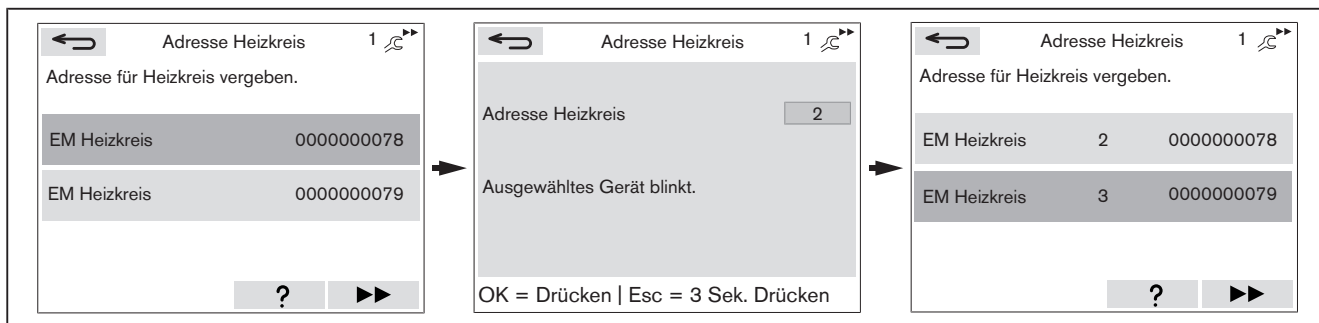 Adresse Heizkreis 1
Adresse für Heizkreis vergeben.
EM Heizkreis 0000000078
EM Heizkreis 0000000079
?
Adresse Heizkreis 1
Adresse Heizkreis 2
Ausgewähltes Gerät blinkt.
OK = Drücken | Esc = 3 Sek. Drücken
Adresse Heizkreis 1
Adresse für Heizkreis vergeben.
EM Heizkreis 2 0000000078
EM Heizkreis 3 0000000079
?